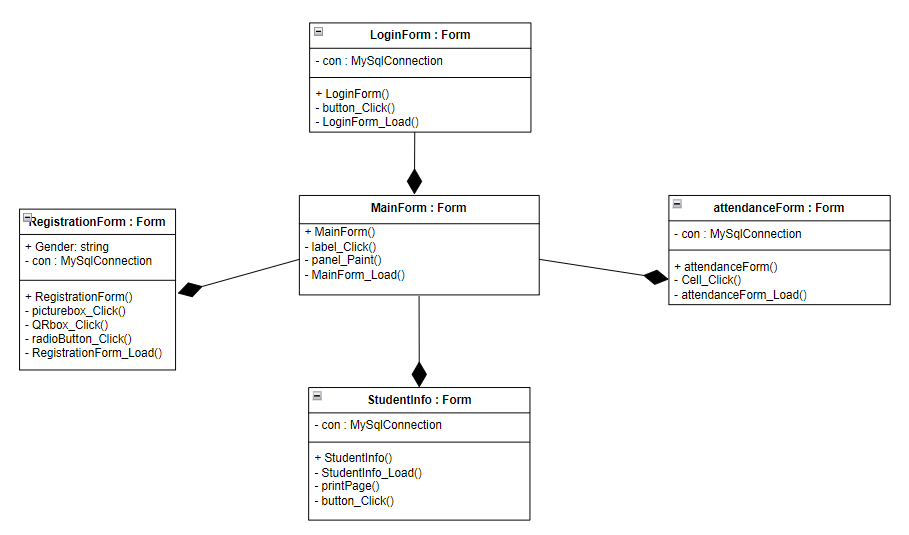 LoginForm : Form
- con : MySqlConnection
+ LoginForm()
- button_Click()
- LoginForm_Load()
RegistrationForm : Form
+ Gender: string
- con : MySqlConnection
+ RegistrationForm()
- picturebox_Click()
- QRbox_Click()
- radioButton_Click()
- RegistrationForm_Load()
MainForm : Form
+ MainForm()
- label_Click()
- panel_Paint()
- MainForm_Load()
attendanceForm : Form
- con : MySqlConnection
+ attendanceForm()
- Cell_Click()
- attendanceForm_Load()
StudentInfo : Form
- con : MySqlConnection
+ StudentInfo()
- StudentInfo_Load()
- printPage()
- button_Click()